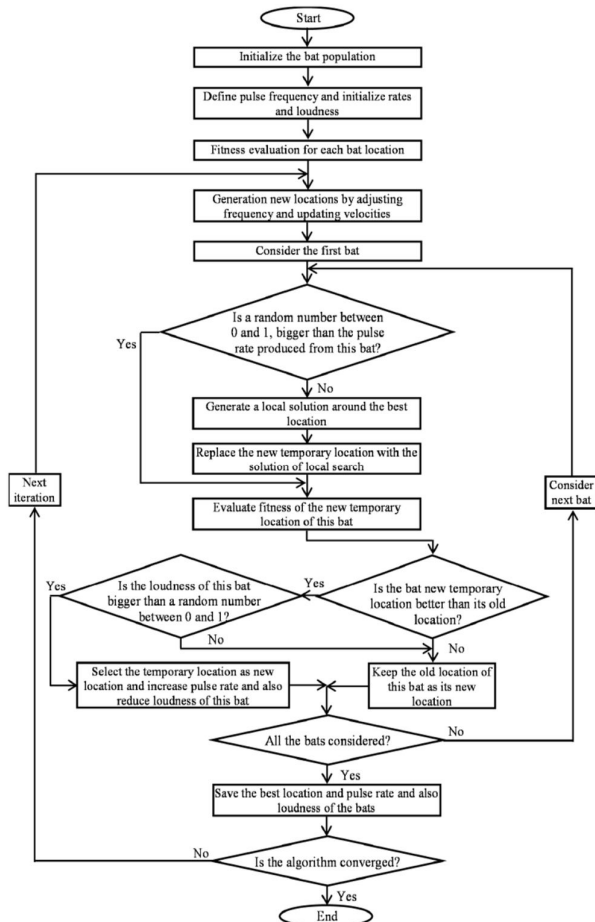 Start
Initialize the bat population
Define pulse frequency and initialize rates
and loudness
Fitness evaluation for each bat location
Generation new locations by adjusting
frequency and updating velocities
Consider the first bat
Is a random number between
0 and 1, bigger than the pulse
rate produced from this bat?
Yes
No
Generate a local solution around the best
location
Replace the new temporary location with the
solution of local search
Next
iteration
Consider
next bat
Evaluate fitness of the new temporary
location of this bat
Yes
Is the loudness of this bat
bigger than a random number
between 0 and 1?
Yes
Is the bat new temporary
location better than its old
location?
No
No
Select the temporary location as new
location and increase pulse rate and also
reduce loudness of this bat
Keep the old location of
this bat as its new
location
All the bats considered?
No
Yes
Save the best location and pulse rate and also
loudness of the bats
No
Is the algorithm converged?
Yes
End